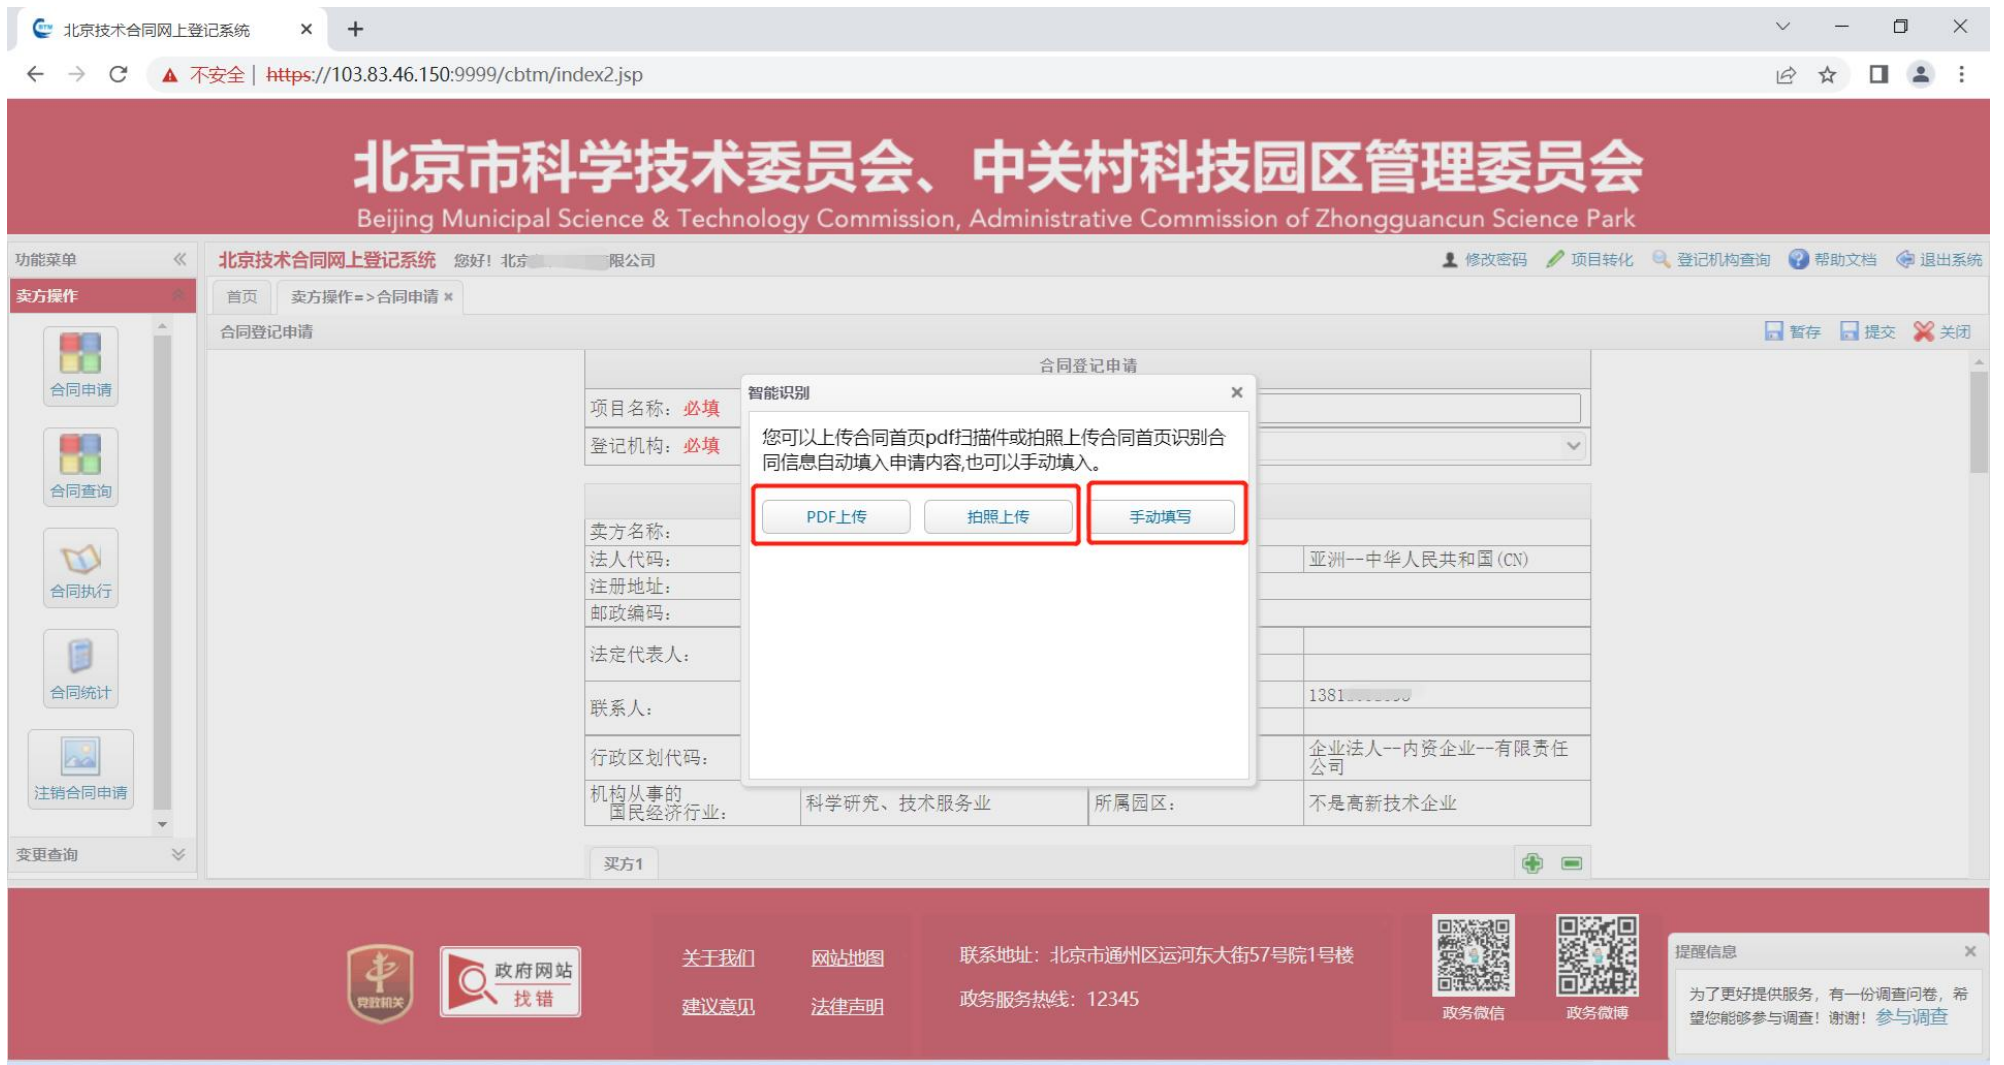 北京技术合同网上登记系统
不安全 | https://103.83.46.150:9999/cbtm/index2.jsp
北京市科学技术委员会、中关村科技园区管理委员会
Beijing Municipal Science & Technology Commission, Administrative Commission of Zhongguancun Science Park
功能菜单
北京技术合同网上登记系统 您好！北京 限公司
修改密码 项目转化 登记机构查询 帮助文档 退出系统
卖方操作
首页 卖方操作=>合同申请
合同登记申请
暂存 提交 关闭
合同申请
合同查询
合同执行
合同统计
注销合同申请
变更查询
合同登记申请
项目名称：必填
登记机构：必填
智能识别
您可以上传合同首页pdf扫描件或拍照上传合同首页识别合
同信息自动填入申请内容,也可以手动填入。
PDF上传 拍照上传 手动填写
卖方名称：
法人代码： 亚洲--中华人民共和国(CN)
注册地址：
邮政编码：
法定代表人：
联系人： 1381
行政区划代码： 企业法人--内资企业--有限责任
公司
机构从事的
国民经济行业： 科学研究、技术服务业 所属园区： 不是高新技术企业
买方1
党政机关
政府网站
找错
关于我们 网站地图
建议意见 法律声明
联系地址：北京市通州区运河东大街57号院1号楼
政务服务热线：12345
政务微信 政务微博
提醒信息
为了更好提供服务，有一份调查问卷，希
望您能够参与调查！谢谢！参与调查